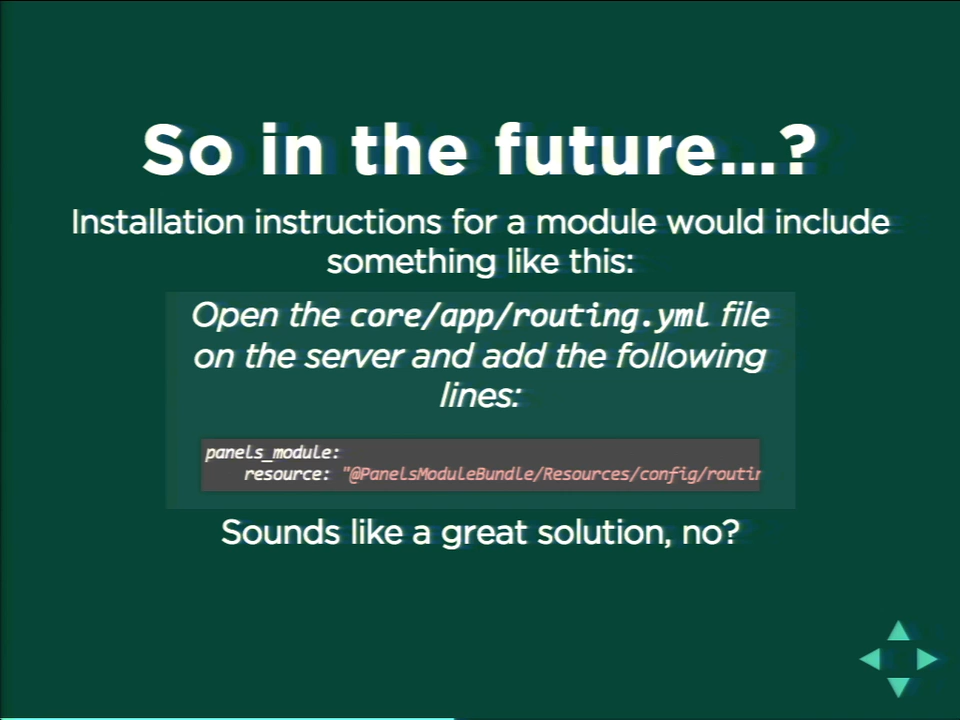 So in the future...?
Installation instructions for a module would include
something like this:
Open the core/app/routing.yml file
on the server and add the following
lines:
panels_module:
resource: "@PanelsModuleBundle/Resources/config/routin
Sounds like a great solution, no?